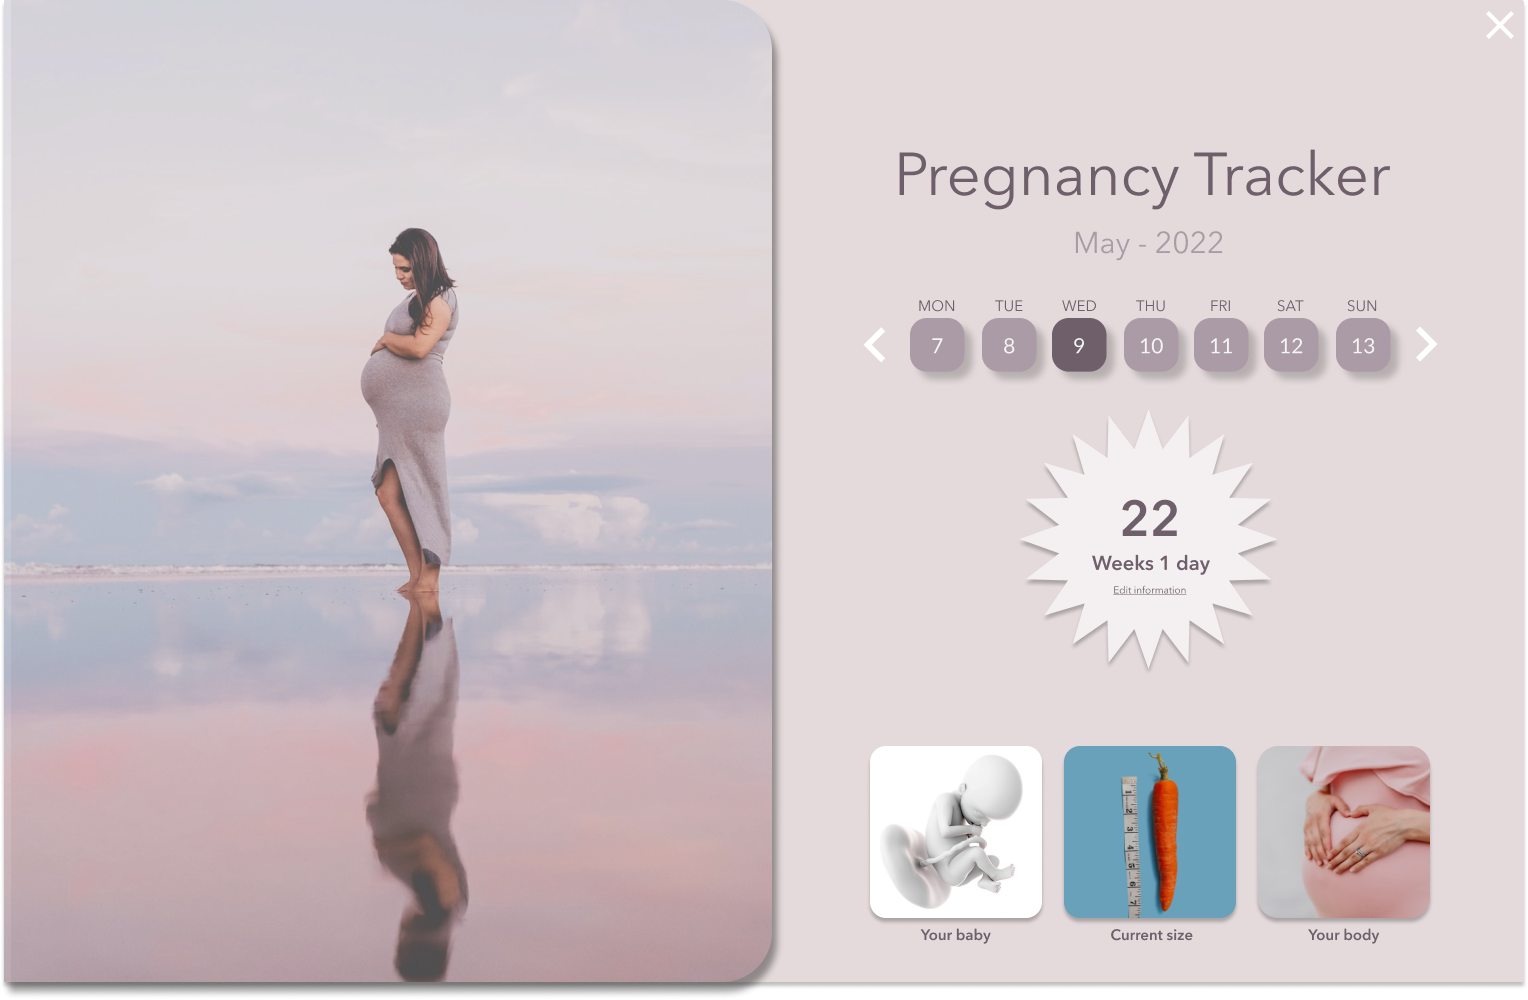 Pregnancy Tracker
May - 2022
MON TUE WED THU FRI SAT SUN
7 8 9 10 11 12 13
22
Weeks 1 day
Edit information
Your baby Current size Your body